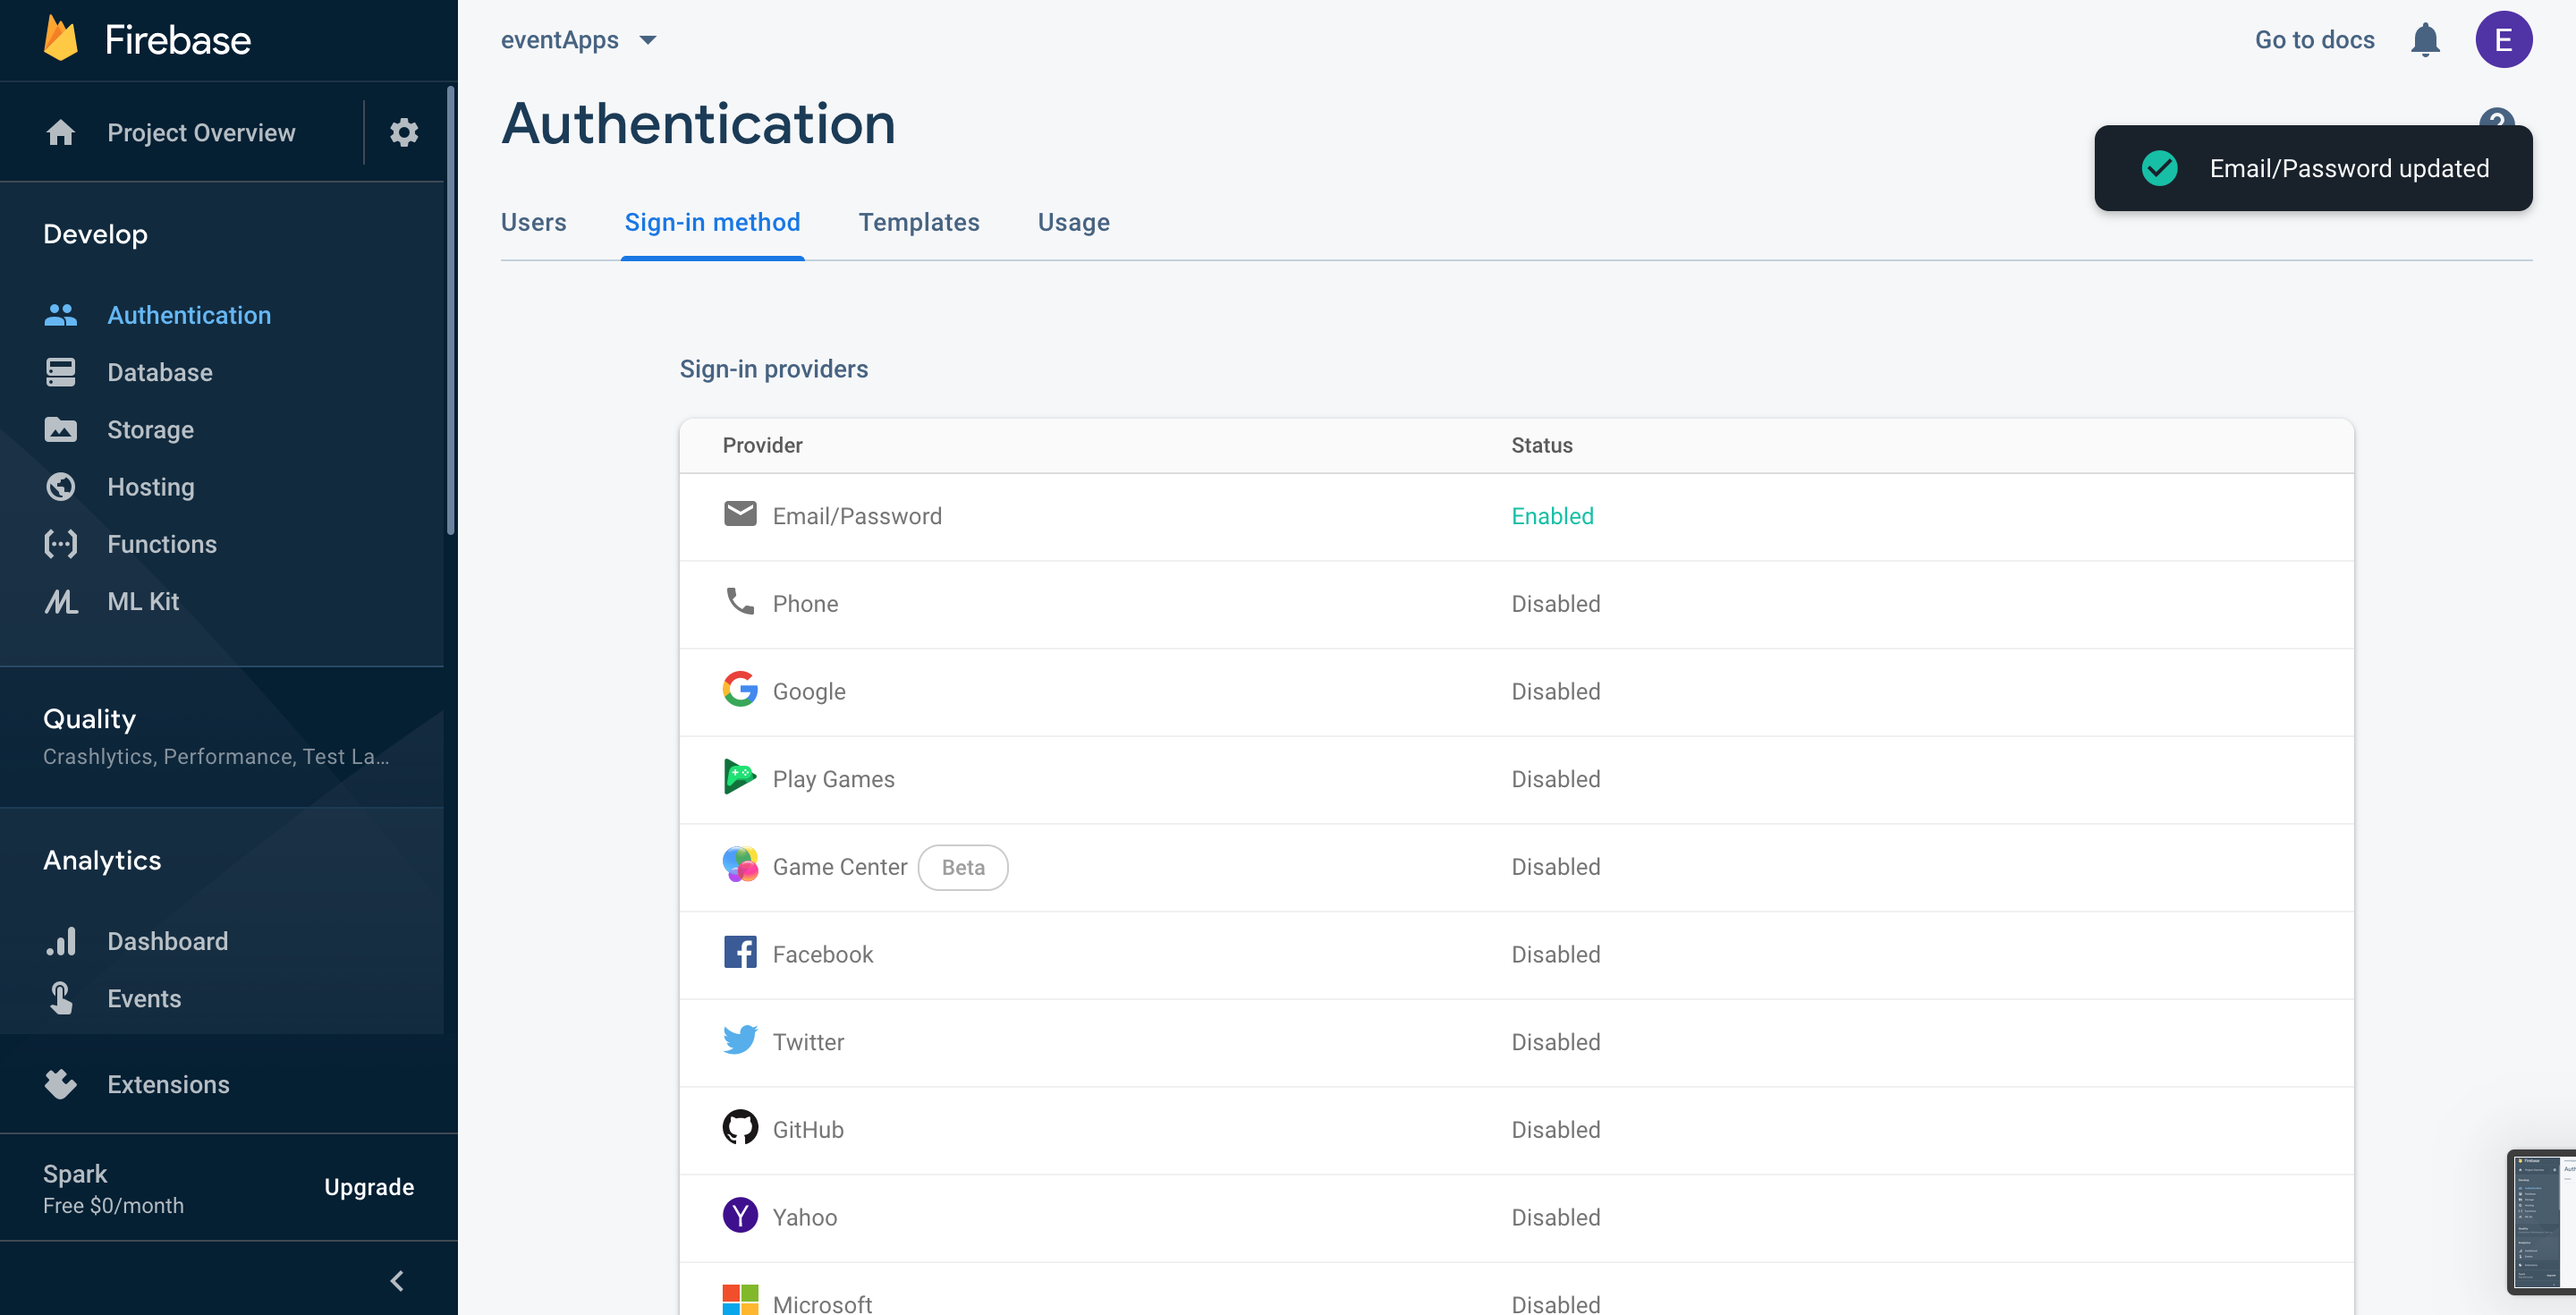 Firebase
Project Overview
Develop
Authentication
Database
Storage
Hosting
Functions
ML Kit
Quality
Crashlytics, Performance, Test La...
Analytics
Dashboard
Events
Extensions
Spark
Free $0/month
Upgrade
eventApps
Go to docs
E
Authentication
?
Email/Password updated
Users Sign-in method Templates Usage
Sign-in providers
Provider Status
Email/Password Enabled
Phone Disabled
Google Disabled
Play Games Disabled
Game Center Beta Disabled
Facebook Disabled
Twitter Disabled
GitHub Disabled
Yahoo Disabled
Microsoft Disabled